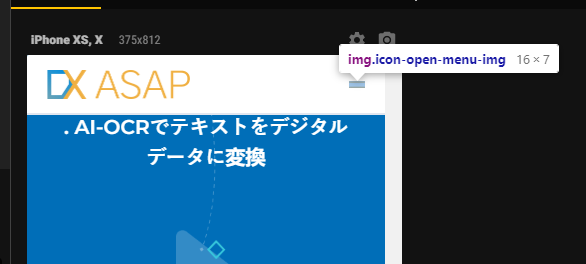 iPhone XS, X 375x812
img.icon-open-menu-img 16 × 7
DX ASAP
. AI-OCRでテキストをデジタル
データに変換